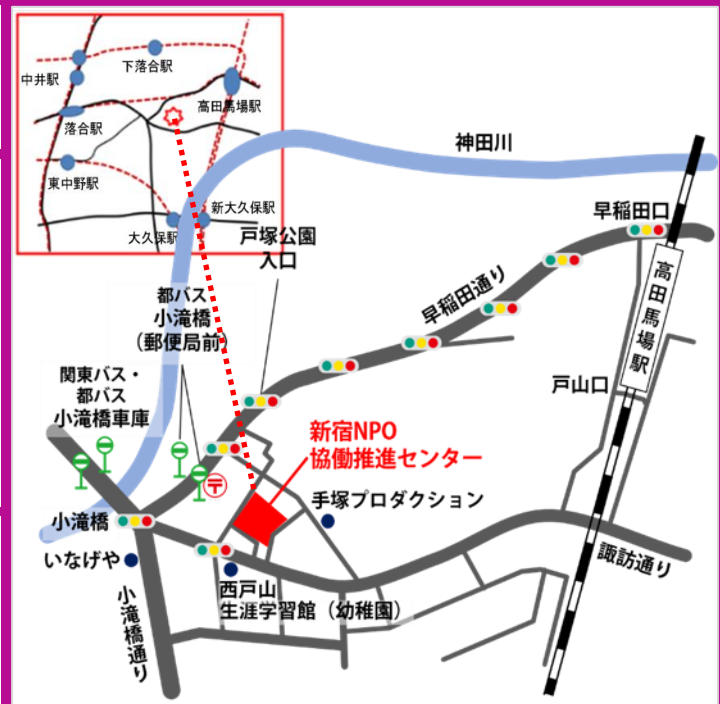 下落合駅
中井駅
高田馬場駅
落合駅
東中野駅
新大久保駅
大久保駅
神田川
早稲田口
戸塚公園
入口
早稲田通り
高田馬場駅
都バス
小滝橋
（郵便局前）
戸山口
関東バス・
都バス
小滝橋車庫
新宿NPO
協働推進センター
〒
手塚プロダクション
小滝橋
いなげや
諏訪通り
西戸山
生涯学習館（幼稚園）
小滝橋通り